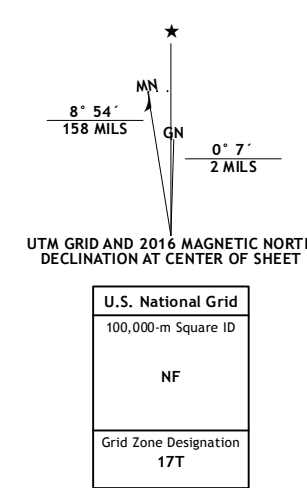 ★
MN
8° 54´
158 MILS
GN
0° 7´
2 MILS
UTM GRID AND 2016 MAGNETIC NORTH
DECLINATION AT CENTER OF SHEET
U.S. National Grid
100,000-m Square ID
NF
Grid Zone Designation
17T